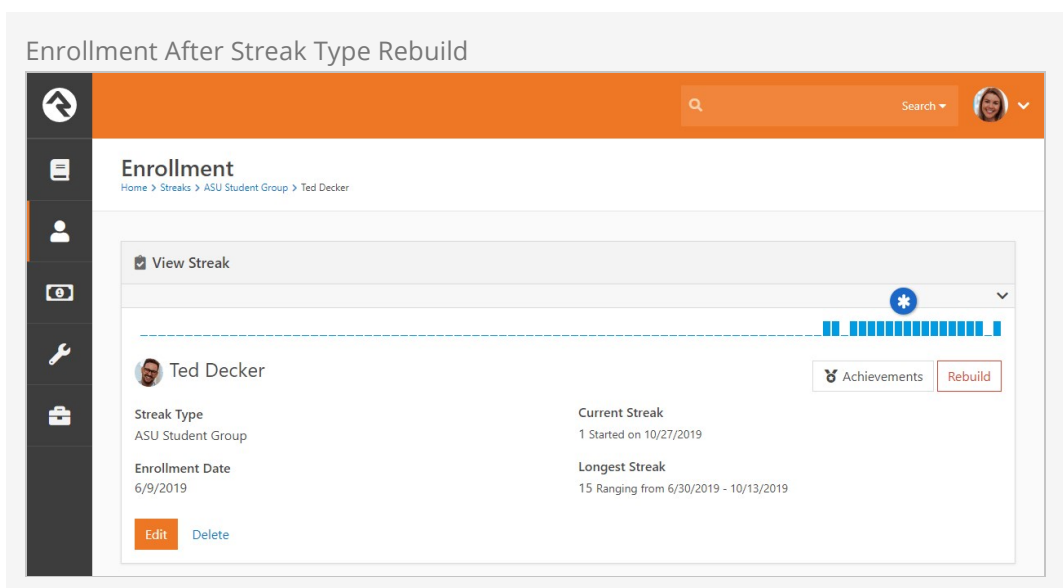 Enrollment After Streak Type Rebuild
Search
Enrollment
Home > Streaks > ASU Student Group > Ted Decker
View Streak
Ted Decker
Achievements
Rebuild
Streak Type
ASU Student Group
Current Streak
1 Started on 10/27/2019
Enrollment Date
6/9/2019
Longest Streak
15 Ranging from 6/30/2019 - 10/13/2019
Edit
Delete